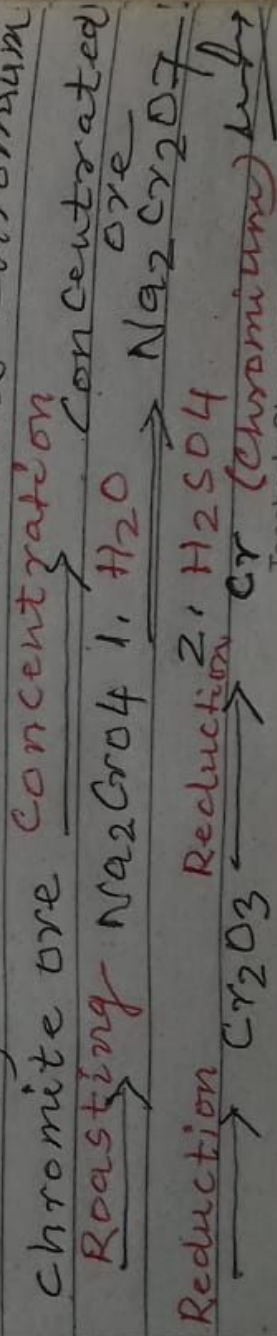 Chromite ore Concentration Concentrated ore
Roasting Na2CrO4 1. H2O Na2Cr2O7
2. H2SO4
Reduction Cr2O3 Reduction Cr (Chromium)